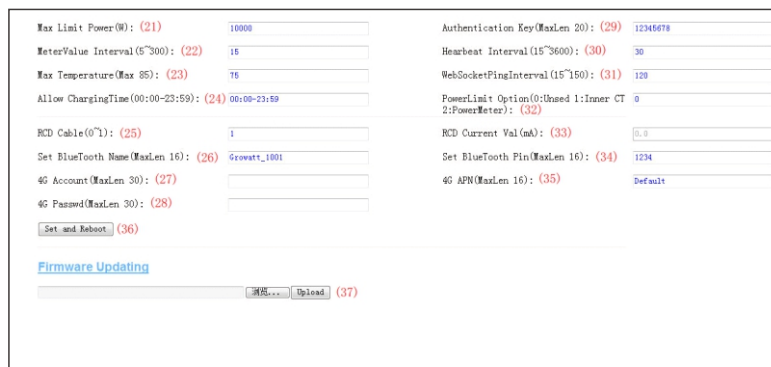 Max Limit Power(W): (21) 10000 Authentication Key(MaxLen 20): (29) 12345678
MeterValue Interval(5~300): (22) 15 Hearbeat Interval(15~3600): (30) 30
Max Temperature(Max 85): (23) 75 WebSocketPingInterval(15~150): (31) 120
Allow ChargingTime(00:00-23:59): (24) 00:00-23:59 PowerLimit Option(0:Unsed 1:Inner CT 0
2:PowerMeter): (32)
RCD Cable(0~1): (25) 1 RCD Current Val(mA): (33) 0.0
Set BlueTooth Name(MaxLen 16): (26) Growatt_1001 Set BlueTooth Pin(MaxLen 16): (34) 1234
4G Account(MaxLen 30): (27) 4G APN(MaxLen 16): (35) Default
4G Passwd(MaxLen 30): (28)
Set and Reboot (36)
Firmware Updating
浏览... Upload (37)